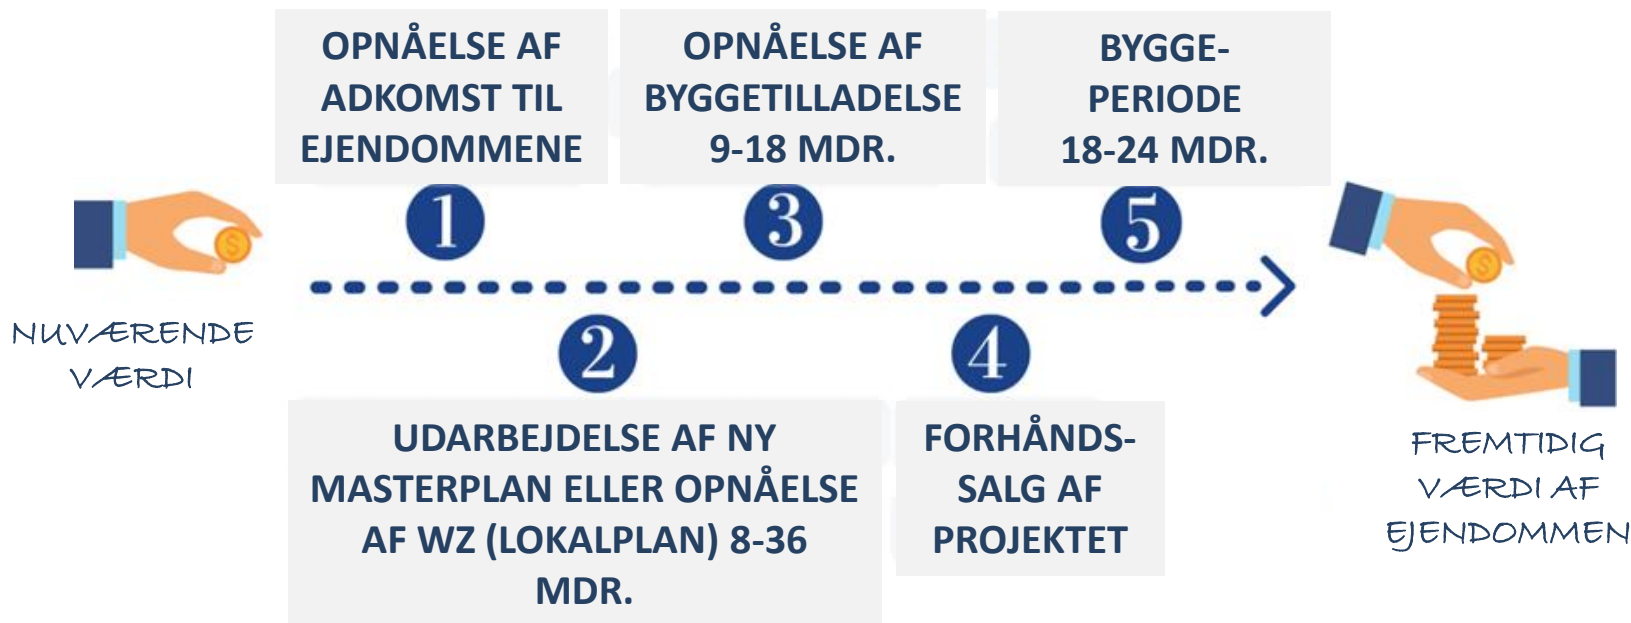 NUVÆRENDE
VÆRDI
OPNÅELSE AF
ADKOMST TIL
EJENDOMMENE
1
2
UDARBEJDELSE AF NY
MASTERPLAN ELLER OPNÅELSE
AF WZ (LOKALPLAN) 8-36
MDR.
OPNÅELSE AF
BYGGETILLADELSE
9-18 MDR.
3
4
FORHÅNDS-
SALG AF
PROJEKTET
BYGGE-
PERIODE
18-24 MDR.
5
$
$
FREMTIDIG
VÆRDI AF
EJENDOMMEN